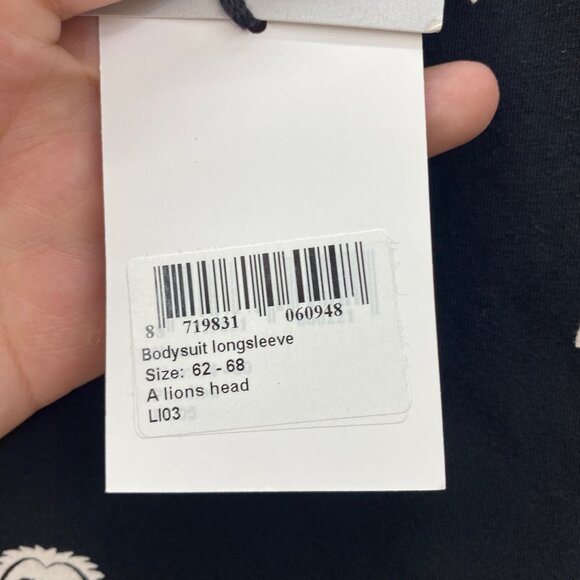 8 719831 060948
Bodysuit longsleeve
Size: 62 - 68
A lions head
LI03